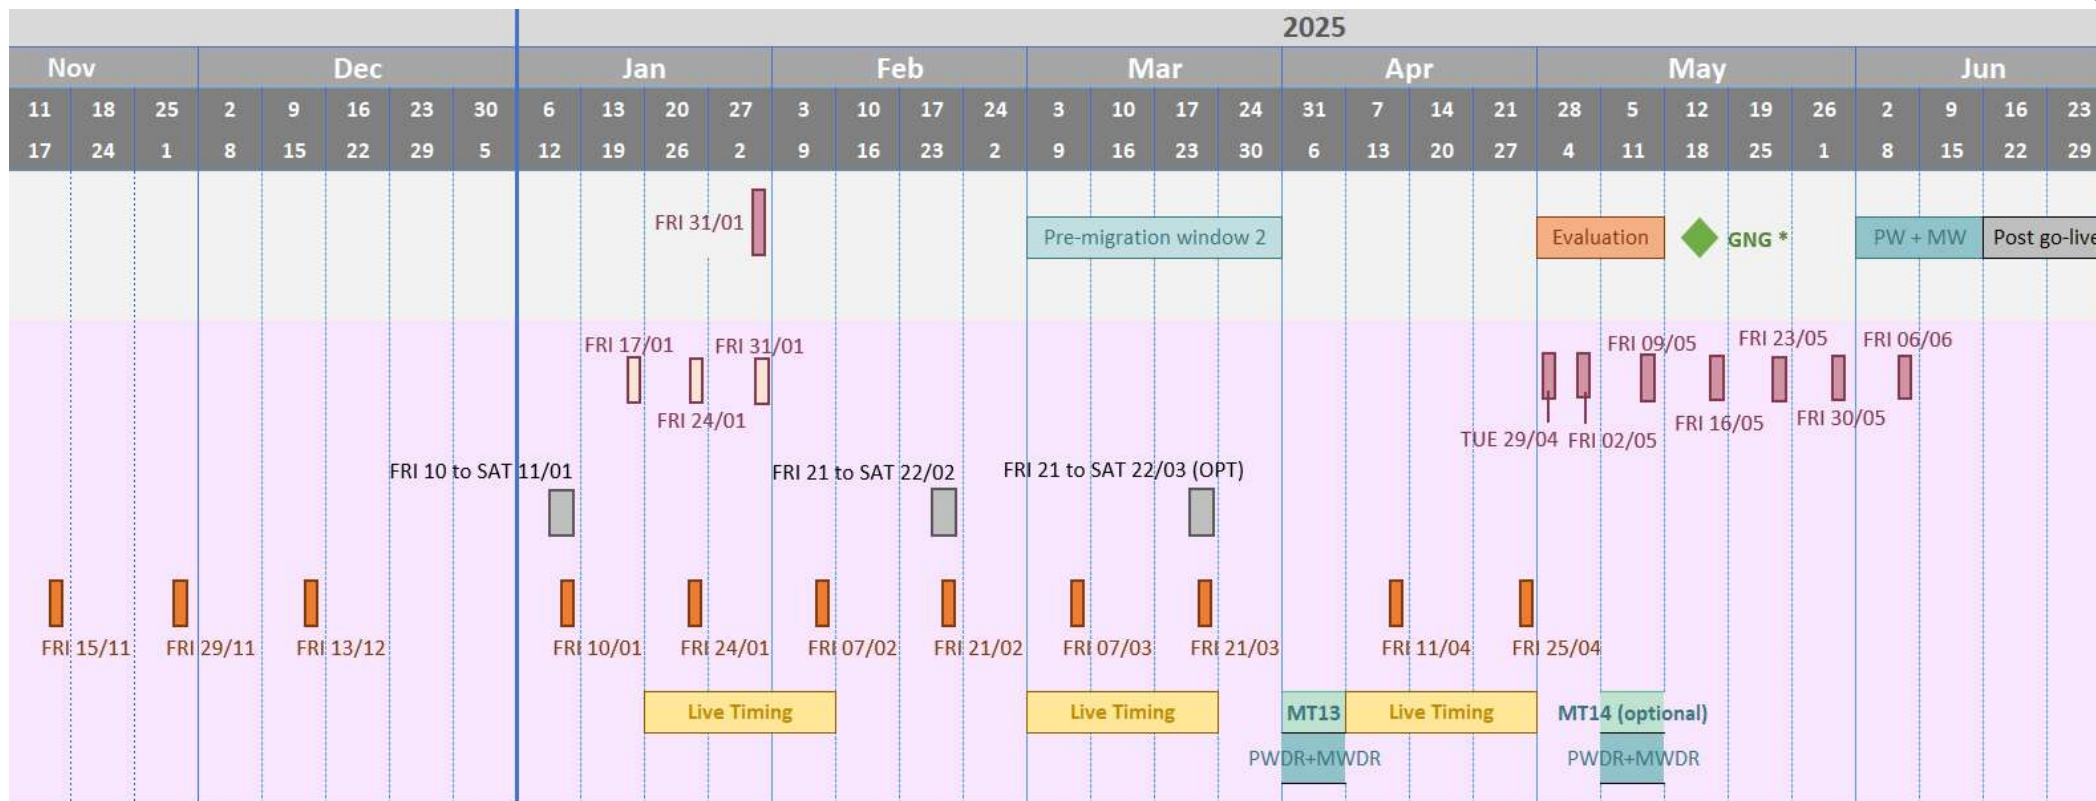 2025
Nov Dec Jan Feb Mar Apr May Jun
11 18 25 2 9 16 23 30 6 13 20 27 3 10 17 24 3 10 17 24 31 7 14 21 28 5 12 19 26 2 9 16 23
17 24 1 8 15 22 29 5 12 19 26 2 9 16 23 2 9 16 23 30 6 13 20 27 4 11 18 25 1 8 15 22 29
FRI 31/01
Pre-migration window 2
Evaluation
GNG *
PW + MW
Post go-live
FRI 17/01 FRI 31/01 FRI 09/05 FRI 23/05 FRI 06/06
FRI 24/01 FRI 16/05 FRI 30/05
TUE 29/04 FRI 02/05
FRI 10 to SAT 11/01 FRI 21 to SAT 22/02 FRI 21 to SAT 22/03 (OPT)
FRI 15/11 FRI 29/11 FRI 13/12 FRI 10/01 FRI 24/01 FRI 07/02 FRI 21/02 FRI 07/03 FRI 21/03 FRI 11/04 FRI 25/04
Live Timing Live Timing MT13 Live Timing MT14 (optional)
PWDR+MWDR PWDR+MWDR